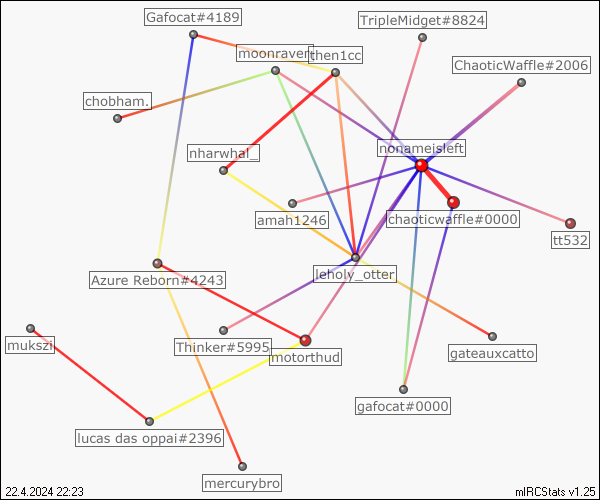 Gafocat#4189
TripleMidget#8824
moonraven
then1cc
ChaoticWaffle#2006
chobham.
nharwhal_
nonameisleft
amah1246
chaoticwaffle#0000
tt532
leholy_otter
Azure Reborn#4243
mukszi
Thinker#5995
motorthud
gateauxcatto
gafocat#0000
lucas das oppai#2396
mercurybro
22.4.2024 22:23
mIRCStats v1.25